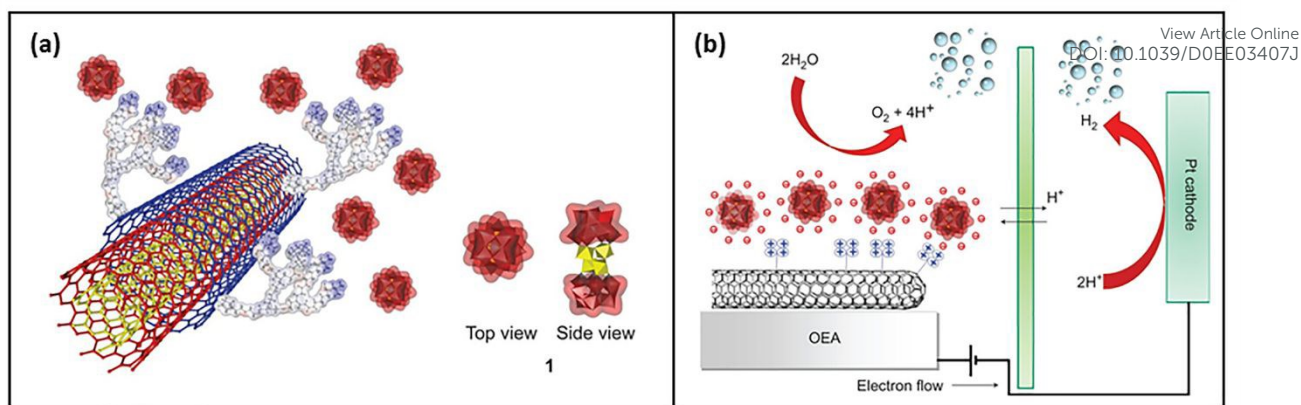 (a)
Top view Side view
1
(b)
View Article Online
DOI: 10.1039/D0EE03407J
2H₂O
O₂ + 4H⁺
H₂
H⁺
2H⁺
Pt cathode
OEA
Electron flow